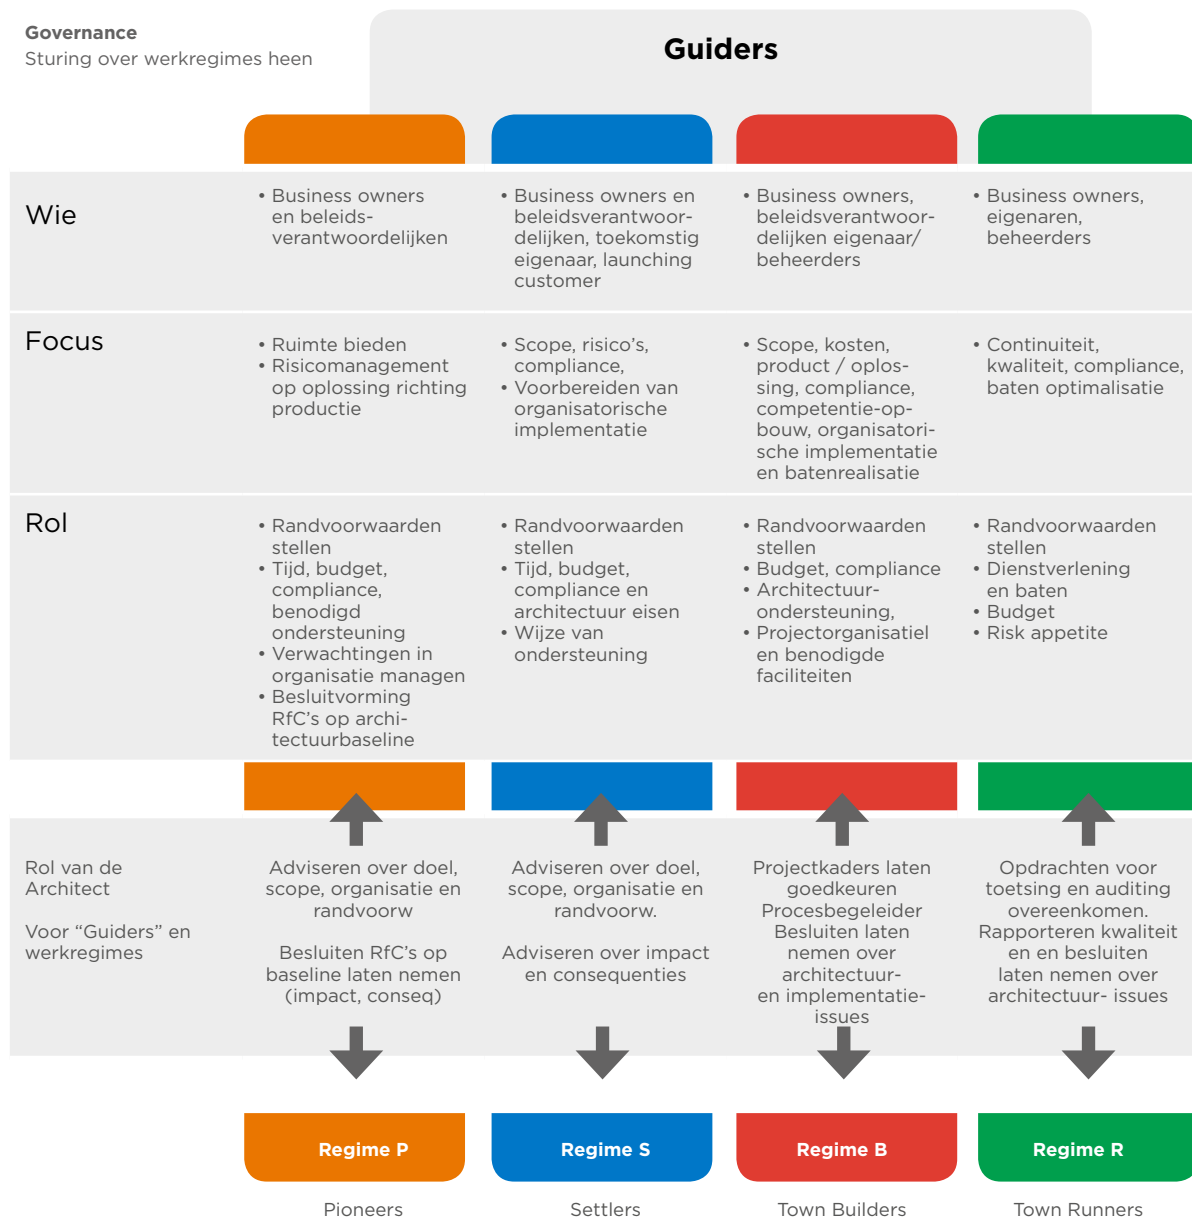 Governance
Sturing over werkregimes heen
Guiders
Wie
• Business owners
en beleids-
verantwoordelijken
• Business owners en
beleidsverantwoor-
delijken, toekomstig
eigenaar, launching
customer
• Business owners,
beleidsverantwoor-
delijken eigenaar/
beheerders
• Business owners,
eigenaren,
beheerders
Focus
• Ruimte bieden
• Risicomanagement
op oplossing richting
productie
• Scope, risico’s,
compliance,
• Voorbereiden van
organisatorische
implementatie
• Scope, kosten,
product / oplos-
sing, compliance,
competentie-op-
bouw, organisatori-
sche implementatie
en batenrealisatie
• Continuiteit,
kwaliteit, compliance,
baten optimalisatie
Rol
• Randvoorwaarden
stellen
• Tijd, budget,
compliance,
benodigd
ondersteuning
• Verwachtingen in
organisatie managen
• Besluitvorming
RfC’s op archi-
tectuurbaseline
• Randvoorwaarden
stellen
• Tijd, budget,
compliance en
architectuur eisen
• Wijze van
ondersteuning
• Randvoorwaarden
stellen
• Budget, compliance
• Architectuur-
ondersteuning,
• Projectorganisatiel
en benodigde
faciliteiten
• Randvoorwaarden
stellen
• Dienstverlening
en baten
• Budget
• Risk appetite
Rol van de
Architect
Voor “Guiders” en
werkregimes
Adviseren over doel,
scope, organisatie en
randvoorw
Besluiten RfC’s op
baseline laten nemen
(impact, conseq)
Adviseren over doel,
scope, organisatie en
randvoorw.
Adviseren over impact
en consequenties
Projectkaders laten
goedkeuren
Procesbegeleider
Besluiten laten
nemen over
architectuur-
en implementatie-
issues
Opdrachten voor
toetsing en auditing
overeenkomen.
Rapporteren kwaliteit
en en besluiten
laten nemen over
architectuur- issues
Regime P
Regime S
Regime B
Regime R
Pioneers
Settlers
Town Builders
Town Runners